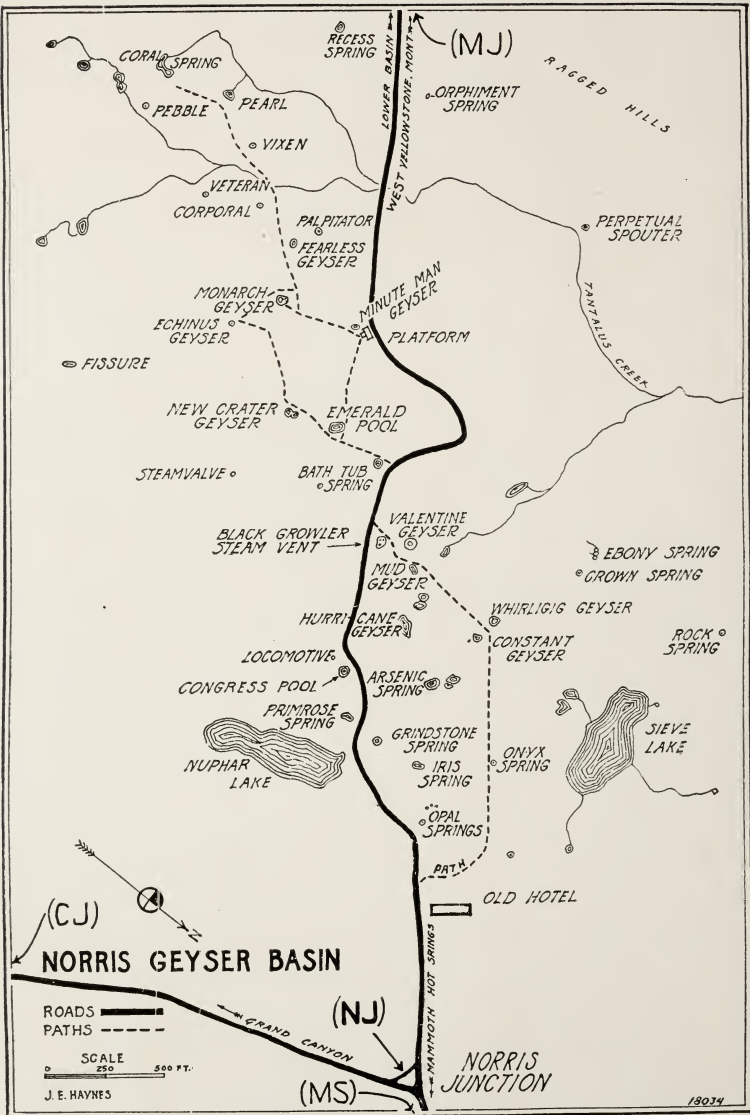 (MJ)
RECESS
SPRING
CORAL
SPRING
LOWER BASIN
WEST YELLOWSTONE, MONT.
RAGGED HILLS
ORPHIMENT
SPRING
PEBBLE
PEARL
VIXEN
VETERAN
CORPORAL
PALPITATOR
FEARLESS
GEYSER
PERPETUAL
SPOUTER
MONARCH
GEYSER
MINUTE MAN
GEYSER
ECHINUS
GEYSER
PLATFORM
TANTALUS CREEK
FISSURE
NEW CRATER
GEYSER
EMERALD
POOL
STEAMVALVE
BATH TUB
SPRING
BLACK GROWLER
STEAM VENT
VALENTINE
GEYSER
EBONY SPRING
CROWN SPRING
MUD
GEYSER
WHIRLIGIG GEYSER
HURRICANE
GEYSER
CONSTANT
GEYSER
ROCK
SPRING
LOCOMOTIVE
CONGRESS POOL
ARSENIC
SPRING
PRIMROSE
SPRING
SIEVE
LAKE
GRINDSTONE
SPRING
NUPHAR
LAKE
IRIS
SPRING
ONYX
SPRING
OPAL
SPRINGS
PATH
OLD HOTEL
N
(CJ)
NORRIS GEYSER BASIN
ROADS
PATHS
GRAND CANYON
(NJ)
MAMMOTH HOT SRINGS
SCALE
0 250 500 FT.
J. E. HAYNES
(MS)
NORRIS
JUNCTION
18034